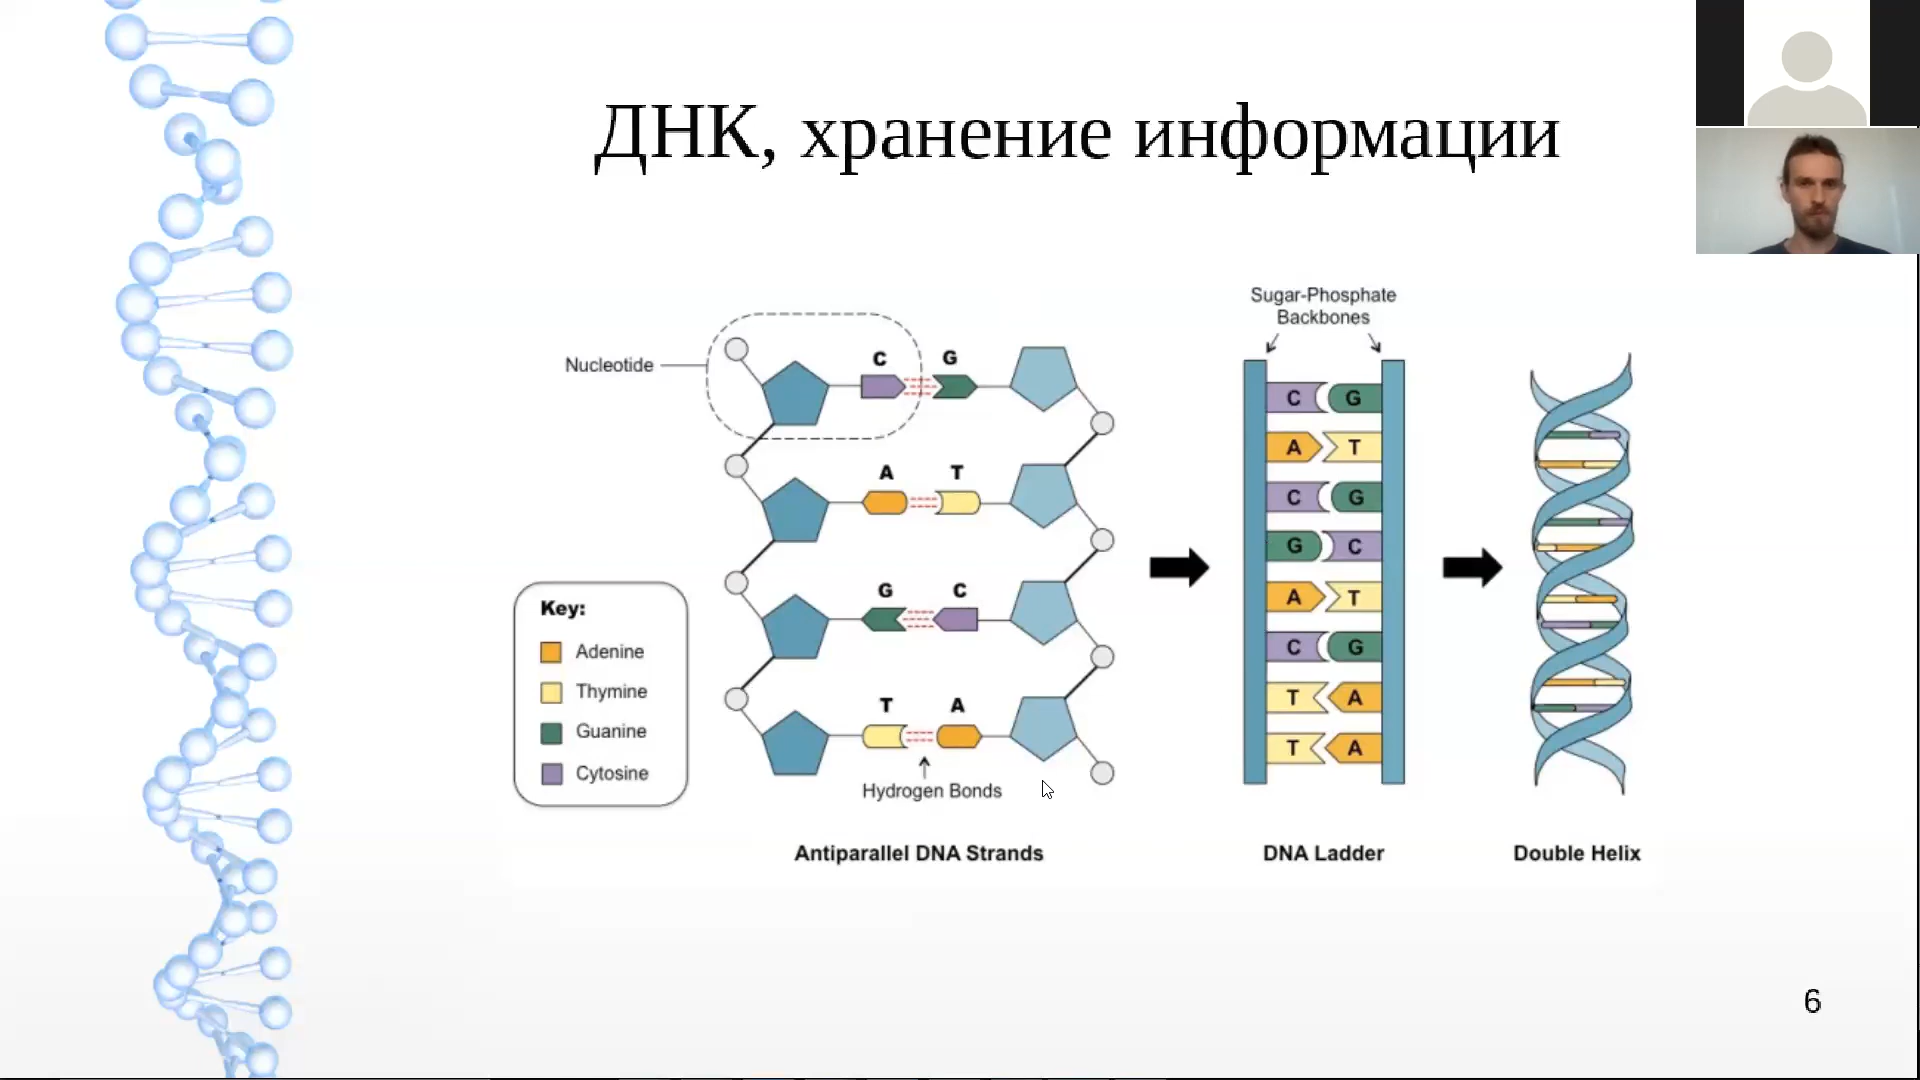 ДНК, хранение информации
Nucleotide
C G
A T
G C
T A
Hydrogen Bonds
Key:
Adenine
Thymine
Guanine
Cytosine
Antiparallel DNA Strands
Sugar-Phosphate
Backbones
C G
A T
C G
G C
A T
C G
T A
T A
DNA Ladder
Double Helix
6